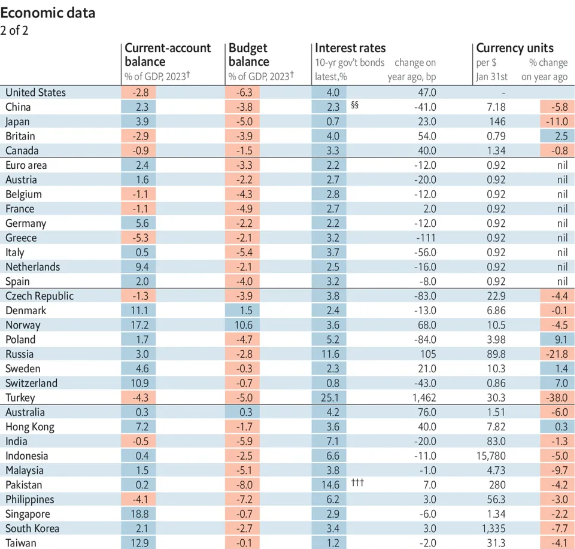 Economic data
2 of 2
Current-account Budget Interest rates Currency units
balance balance 10-yr gov't bonds change on per $ % change
% of GDP, 2023† % of GDP, 2023† latest,% year ago, bp Jan 31st on year ago
United States -2.8 -6.3 4.0 47.0 -
China 2.3 -3.8 2.3 §§ -41.0 7.18 -5.8
Japan 3.9 -5.0 0.7 23.0 146 -11.0
Britain -2.9 -3.9 4.0 54.0 0.79 2.5
Canada -0.9 -1.5 3.3 40.0 1.34 -0.8
Euro area 2.4 -3.3 2.2 -12.0 0.92 nil
Austria 1.6 -2.2 2.7 -20.0 0.92 nil
Belgium -1.1 -4.3 2.8 -12.0 0.92 nil
France -1.1 -4.9 2.7 2.0 0.92 nil
Germany 5.6 -2.2 2.2 -12.0 0.92 nil
Greece -5.3 -2.1 3.2 -111 0.92 nil
Italy 0.5 -5.4 3.7 -56.0 0.92 nil
Netherlands 9.4 -2.1 2.5 -16.0 0.92 nil
Spain 2.0 -4.0 3.2 -8.0 0.92 nil
Czech Republic -1.3 -3.9 3.8 -83.0 22.9 -4.4
Denmark 11.1 1.5 2.4 -13.0 6.86 -0.1
Norway 17.2 10.6 3.6 68.0 10.5 -4.5
Poland 1.7 -4.7 5.2 -84.0 3.98 9.1
Russia 3.0 -2.8 11.6 105 89.8 -21.8
Sweden 4.6 -0.3 2.3 21.0 10.3 1.4
Switzerland 10.9 -0.7 0.8 -43.0 0.86 7.0
Turkey -4.3 -5.0 25.1 1,462 30.3 -38.0
Australia 0.3 0.3 4.2 76.0 1.51 -6.0
Hong Kong 7.2 -1.7 3.6 40.0 7.82 0.3
India -0.5 -5.9 7.1 -20.0 83.0 -1.3
Indonesia 0.4 -2.5 6.6 -11.0 15,780 -5.0
Malaysia 1.5 -5.1 3.8 -1.0 4.73 -9.7
Pakistan 0.2 -8.0 14.6 ††† 7.0 280 -4.2
Philippines -4.1 -7.2 6.2 3.0 56.3 -3.0
Singapore 18.8 -0.7 2.9 -6.0 1.34 -2.2
South Korea 2.1 -2.7 3.4 3.0 1,335 -7.7
Taiwan 12.9 -0.1 1.2 -2.0 31.3 -4.1